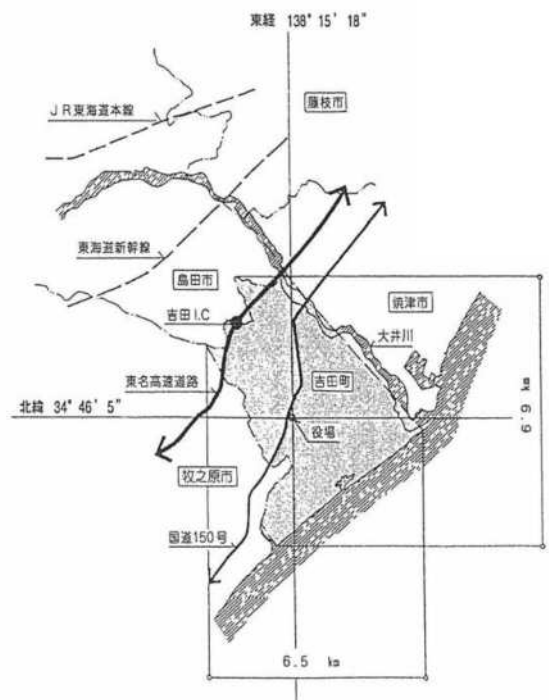 東経 138° 15′ 18″
JR東海道本線
藤枝市
東海道新幹線
島田市
焼津市
吉田I.C
大井川
東名高速道路
吉田町
6.9 km
北緯 34° 46′ 5″
役場
牧之原市
国道150号
6.5 km